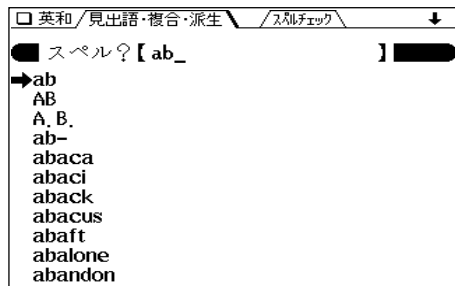 英和/見出語・複合・派生 /スペルチェック
スペル?【ab_ 】
ab
AB
A.B.
ab-
abaca
abaci
aback
abacus
abaft
abalone
abandon